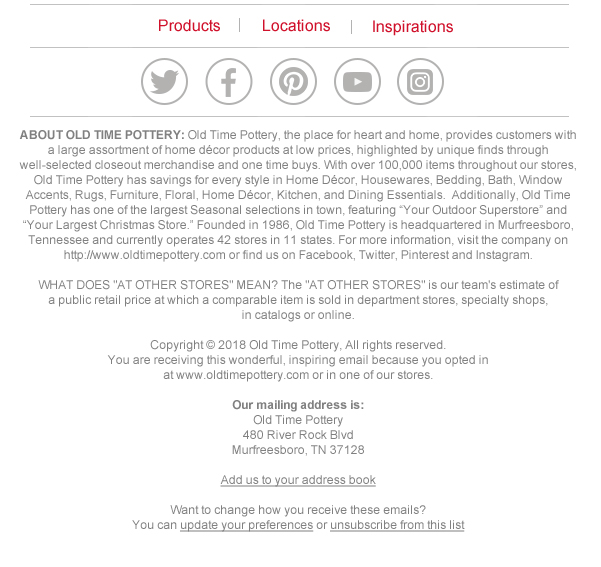 Products | Locations | Inspirations
ABOUT OLD TIME POTTERY: Old Time Pottery, the place for heart and home, provides customers with
a large assortment of home décor products at low prices, highlighted by unique finds through
well-selected closeout merchandise and one time buys. With over 100,000 items throughout our stores,
Old Time Pottery has savings for every style in Home Décor, Housewares, Bedding, Bath, Window
Accents, Rugs, Furniture, Floral, Home Décor, Kitchen, and Dining Essentials.  Additionally, Old Time
Pottery has one of the largest Seasonal selections in town, featuring “Your Outdoor Superstore” and
“Your Largest Christmas Store.” Founded in 1986, Old Time Pottery is headquartered in Murfreesboro,
Tennessee and currently operates 42 stores in 11 states. For more information, visit the company on
http://www.oldtimepottery.com or find us on Facebook, Twitter, Pinterest and Instagram.
WHAT DOES "AT OTHER STORES" MEAN? The "AT OTHER STORES" is our team's estimate of
a public retail price at which a comparable item is sold in department stores, specialty shops,
in catalogs or online.
Copyright © 2018 Old Time Pottery, All rights reserved.
You are receiving this wonderful, inspiring email because you opted in
at www.oldtimepottery.com or in one of our stores.
Our mailing address is:
Old Time Pottery
480 River Rock Blvd
Murfreesboro, TN 37128
Add us to your address book
Want to change how you receive these emails?
You can update your preferences or unsubscribe from this list